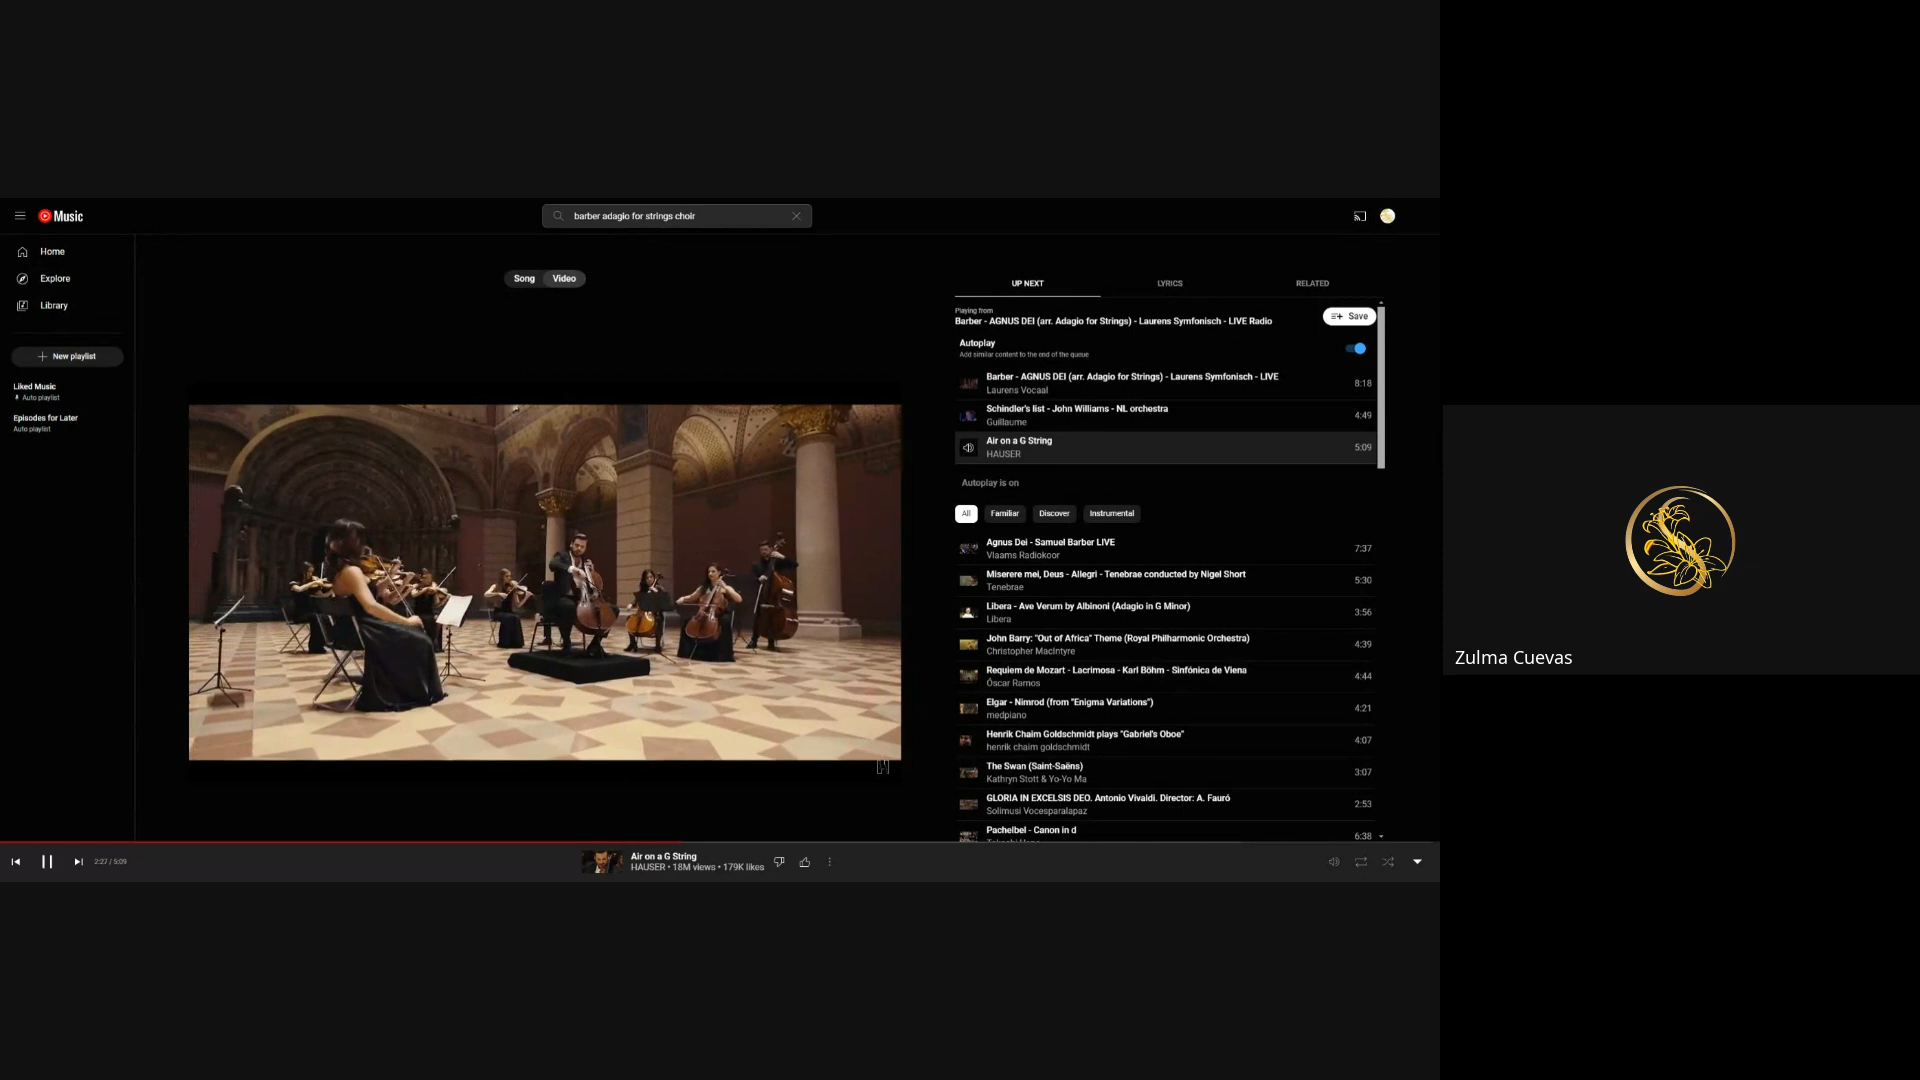 Music
barber adagio for strings choir
Home
Explore
Library
New playlist
Liked Music
Auto playlist
Episodes for Later
Auto playlist
Song
Video
UP NEXT
LYRICS
RELATED
Playing from
Barber - AGNUS DEI (arr. Adagio for Strings) - Laurens Symfonisch - LIVE Radio
Save
Autoplay
Add similar content to the end of the queue
Barber - AGNUS DEI (arr. Adagio for Strings) - Laurens Symfonisch - LIVE
Laurens Vocaal
8:18
Schindler's list - John Williams - NL orchestra
Guillaume
4:49
Air on a G String
HAUSER
5:09
Autoplay is on
All
Familiar
Discover
Instrumental
Agnus Dei - Samuel Barber LIVE
Vlaams Radiokoor
7:37
Miserere mei, Deus - Allegri - Tenebrae conducted by Nigel Short
Tenebrae
5:30
Libera - Ave Verum by Albinoni (Adagio in G Minor)
Libera
3:56
John Barry: "Out of Africa" Theme (Royal Philharmonic Orchestra)
Christopher MacIntyre
4:39
Requiem de Mozart - Lacrimosa - Karl Böhm - Sinfónica de Viena
Óscar Ramos
4:44
Elgar - Nimrod (from "Enigma Variations")
medpiano
4:21
Henrik Chaim Goldschmidt plays "Gabriel's Oboe"
henrik chaim goldschmidt
4:07
The Swan (Saint-Saëns)
Kathryn Stott & Yo-Yo Ma
3:07
GLORIA IN EXCELSIS DEO. Antonio Vivaldi. Director: A. Fauró
Solimusi Vocesparalapaz
2:53
Pachelbel - Canon in d
6:38
2:27 / 5:09
Air on a G String
HAUSER • 18M views • 179K likes
Zulma Cuevas